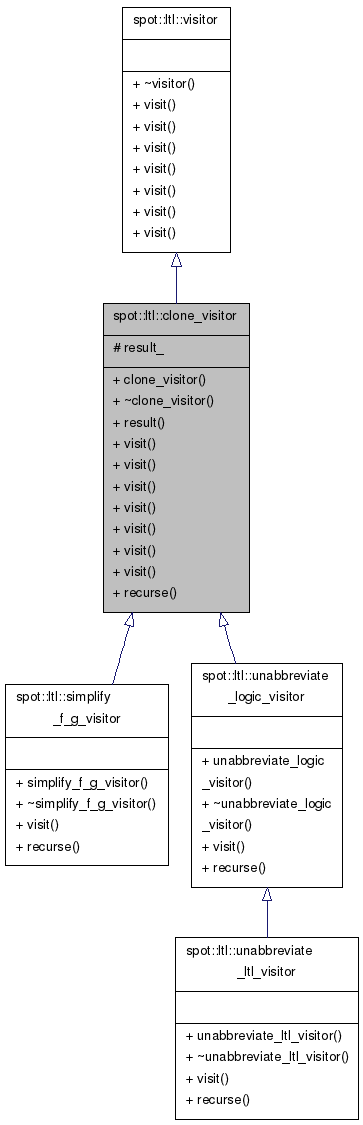 spot::ltl::visitor
+ ~visitor()
+ visit()
+ visit()
+ visit()
+ visit()
+ visit()
+ visit()
+ visit()
spot::ltl::clone_visitor
# result_
+ clone_visitor()
+ ~clone_visitor()
+ result()
+ visit()
+ visit()
+ visit()
+ visit()
+ visit()
+ visit()
+ visit()
+ recurse()
spot::ltl::simplify
_f_g_visitor
+ simplify_f_g_visitor()
+ ~simplify_f_g_visitor()
+ visit()
+ recurse()
spot::ltl::unabbreviate
_logic_visitor
+ unabbreviate_logic
_visitor()
+ ~unabbreviate_logic
_visitor()
+ visit()
+ recurse()
spot::ltl::unabbreviate
_ltl_visitor
+ unabbreviate_ltl_visitor()
+ ~unabbreviate_ltl_visitor()
+ visit()
+ recurse()